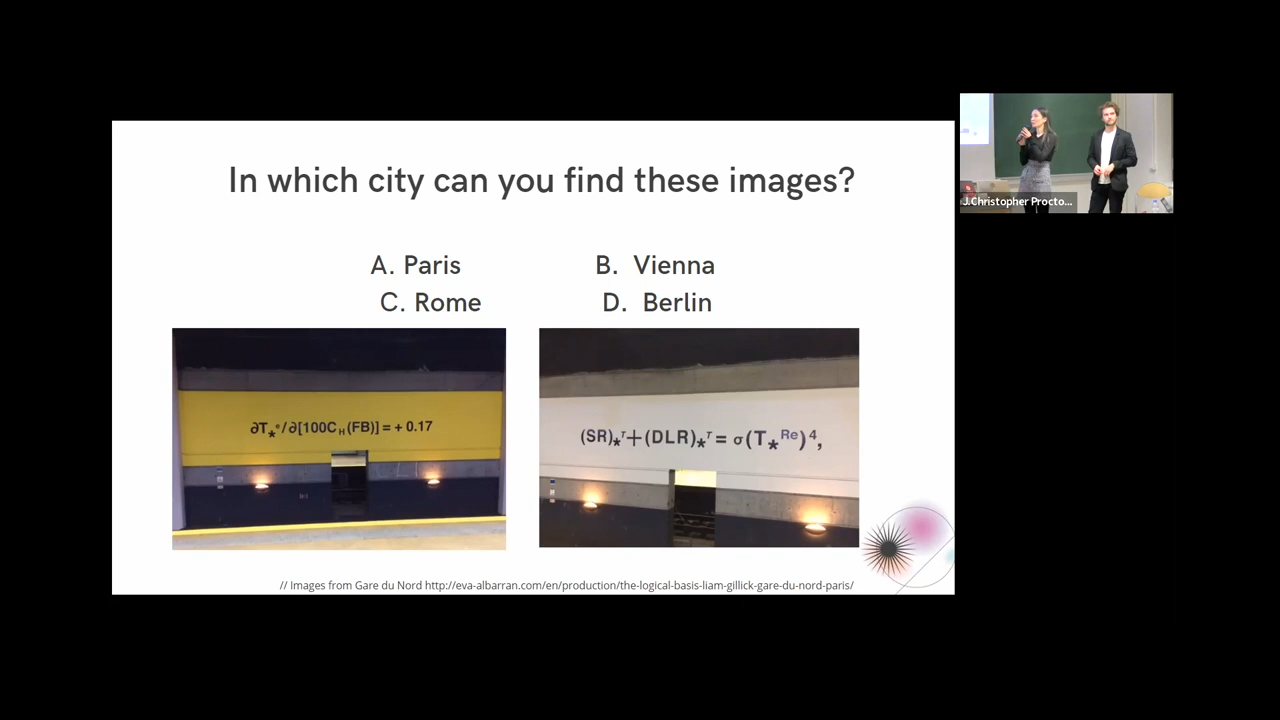 In which city can you find these images?
A. Paris B. Vienna
C. Rome D. Berlin
∂T★ᵉ/∂[100C_H(FB)] = + 0.17
(SR)★ᵀ+(DLR)★ᵀ = σ(T★ᴿᵉ)⁴,
// Images from Gare du Nord http://eva-albarran.com/en/production/the-logical-basis-liam-gillick-gare-du-nord-paris/
J.Christopher Procto...